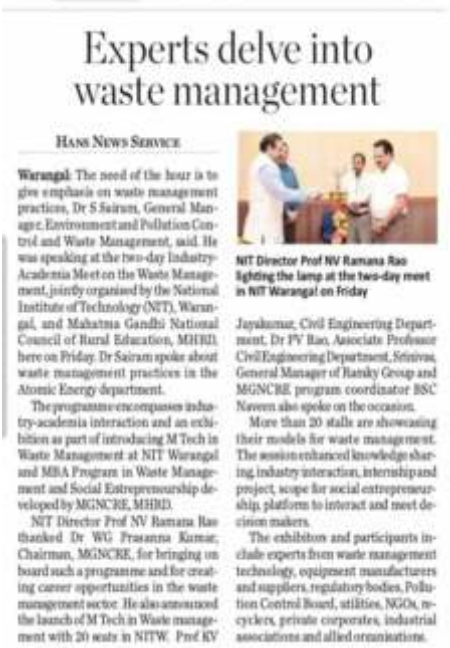 Experts delve into
waste management
HANS NEWS SERVICE
Warangal: The need of the hour is to
give emphasis on waste management
practices, Dr S Sairam, General Man-
ager, Environment and Pollution Con-
trol and Waste Management, said. He
was speaking at the two-day Industry-
Academia Meet on the Waste Manage-
ment, jointly organised by the National
Institute of Technology (NIT), Waran-
gal, and Mahatma Gandhi National
Council of Rural Education, MHRD,
here on Friday. Dr Sairam spoke about
waste management practices in the
Atomic Energy department.
The programme encompasses indus-
try-academia interaction and an exhi-
bition as part of introducing M Tech in
Waste Management at NIT Warangal
and MBA Program in Waste Manage-
ment and Social Entrepreneurship de-
veloped by MGNCRE, MHRD.
NIT Director Prof NV Ramana Rao
thanked Dr WG Prasanna Kumar,
Chairman, MGNCRE, for bringing on
board such a programme and for creat-
ing career opportunities in the waste
management sector. He also announced
the launch of M Tech in Waste manage-
ment with 20 seats in NITW. Prof KV
NIT Director Prof NV Ramana Rao
lighting the lamp at the two-day meet
in NIT Warangal on Friday
Jayakumar, Civil Engineering Depart-
ment, Dr PV Rao, Associate Professor
Civil Engineering Department, Srinivas,
General Manager of Ramky Group and
MGNCRE program coordinator BSC
Naveen also spoke on the occasion.
More than 20 stalls are showcasing
their models for waste management.
The session enhanced knowledge shar-
ing, industry interaction, internship and
project, scope for social entrepreneur-
ship, platform to interact and meet de-
cision makers.
The exhibitors and participants in-
clude experts from waste management
technology, equipment manufacturers
and suppliers, regulatory bodies, Pollu-
tion Control Board, utilities, NGOs, re-
cyclers, private corporates, industrial
associations and allied organisations.